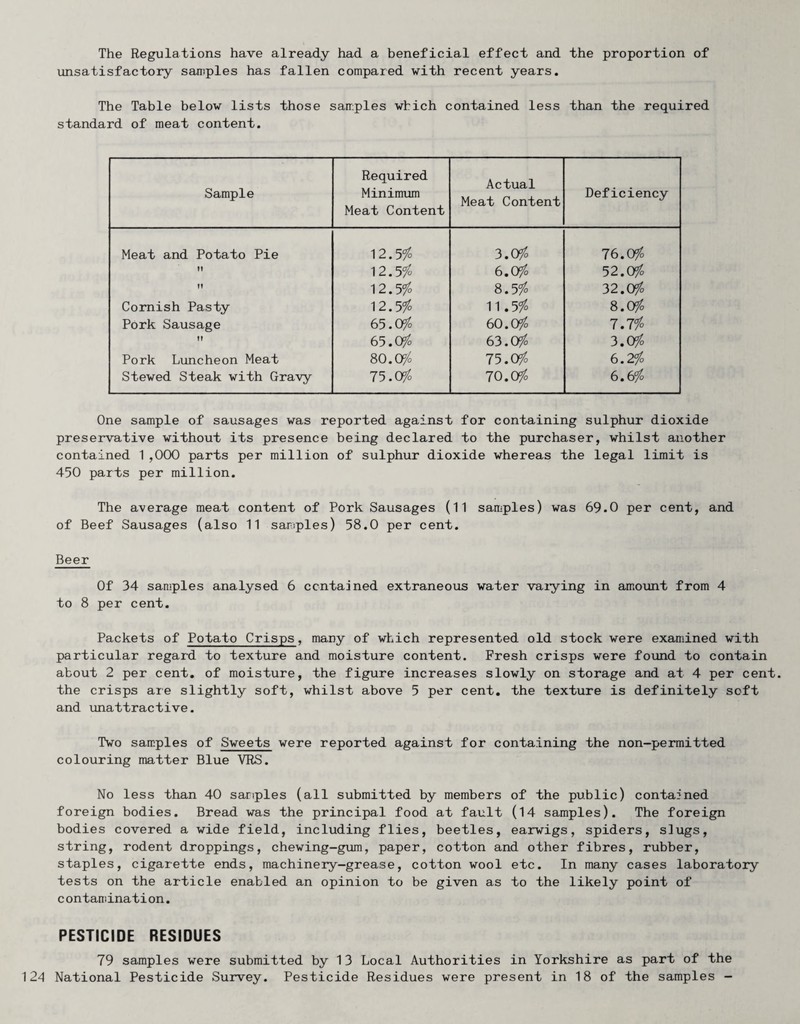 The Regulations have already had a beneficial effect and the proportion of
unsatisfactory samples has fallen compared with recent years.
The Table below lists those samples which contained less than the required
standard of meat content.
Sample | Required Minimum Meat Content | Actual Meat Content | Deficiency
Meat and Potato Pie 12.5% 3.0% 76.0%
" 12.5% 6.0% 52.0%
" 12.5% 8.5% 32.0%
Cornish Pasty 12.5% 11.5% 8.0%
Pork Sausage 65.0% 60.0% 7.7%
" 65.0% 63.0% 3.0%
Pork Luncheon Meat 80.0% 75.0% 6.2%
Stewed Steak with Gravy 75.0% 70.0% 6.6%
One sample of sausages was reported against for containing sulphur dioxide
preservative without its presence being declared to the purchaser, whilst another
contained 1,000 parts per million of sulphur dioxide whereas the legal limit is
450 parts per million.
The average meat content of Pork Sausages (11 samples) was 69.0 per cent, and
of Beef Sausages (also 11 samples) 58.0 per cent.
Beer
Of 34 samples analysed 6 contained extraneous water varying in amount from 4
to 8 per cent.
Packets of Potato Crisps, many of which represented old stock were examined with
particular regard to texture and moisture content. Fresh crisps were found to contain
about 2 per cent. of moisture, the figure increases slowly on storage and at 4 per cent.
the crisps are slightly soft, whilst above 5 per cent. the texture is definitely soft
and unattractive.
Two samples of Sweets were reported against for containing the non-permitted
colouring matter Blue VRS.
No less than 40 samples (all submitted by members of the public) contained
foreign bodies. Bread was the principal food at fault (14 samples). The foreign
bodies covered a wide field, including flies, beetles, earwigs, spiders, slugs,
string, rodent droppings, chewing-gum, paper, cotton and other fibres, rubber,
staples, cigarette ends, machinery-grease, cotton wool etc. In many cases laboratory
tests on the article enabled an opinion to be given as to the likely point of
contamination.
PESTICIDE RESIDUES
79 samples were submitted by 13 Local Authorities in Yorkshire as part of the
124 National Pesticide Survey. Pesticide Residues were present in 18 of the samples -